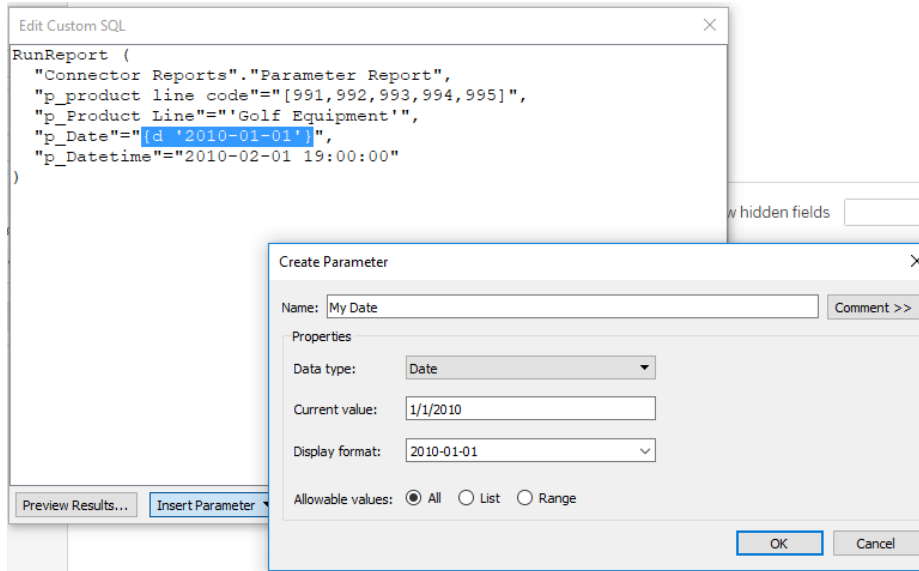 Edit Custom SQL
RunReport (
"Connector Reports"."Parameter Report",
"p_product line code"="[991,992,993,994,995]",
"p_Product Line"="'Golf Equipment'",
"p_Date"="{d '2010-01-01'}",
"p_Datetime"="2010-02-01 19:00:00"
)
hidden fields
Create Parameter
Name: My Date Comment >>
Properties
Data type: Date
Current value: 1/1/2010
Display format: 2010-01-01
Allowable values: All List Range
Preview Results... Insert Parameter
OK Cancel